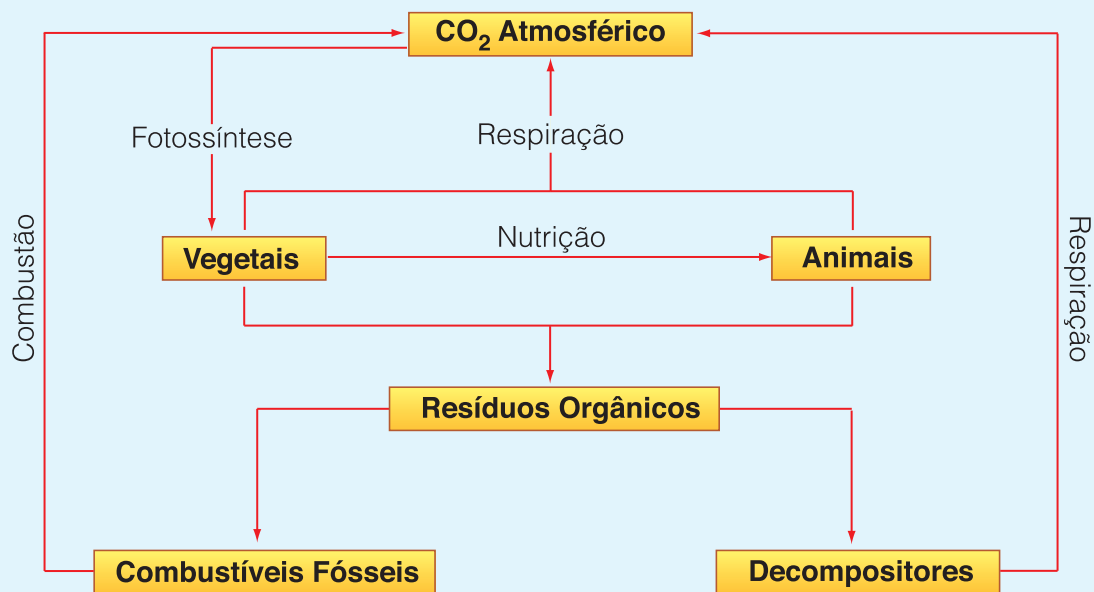 CO₂ Atmosférico
Fotossíntese
Respiração
Combustão
Respiração
Nutrição
Vegetais
Animais
Resíduos Orgânicos
Combustíveis Fósseis
Decompositores